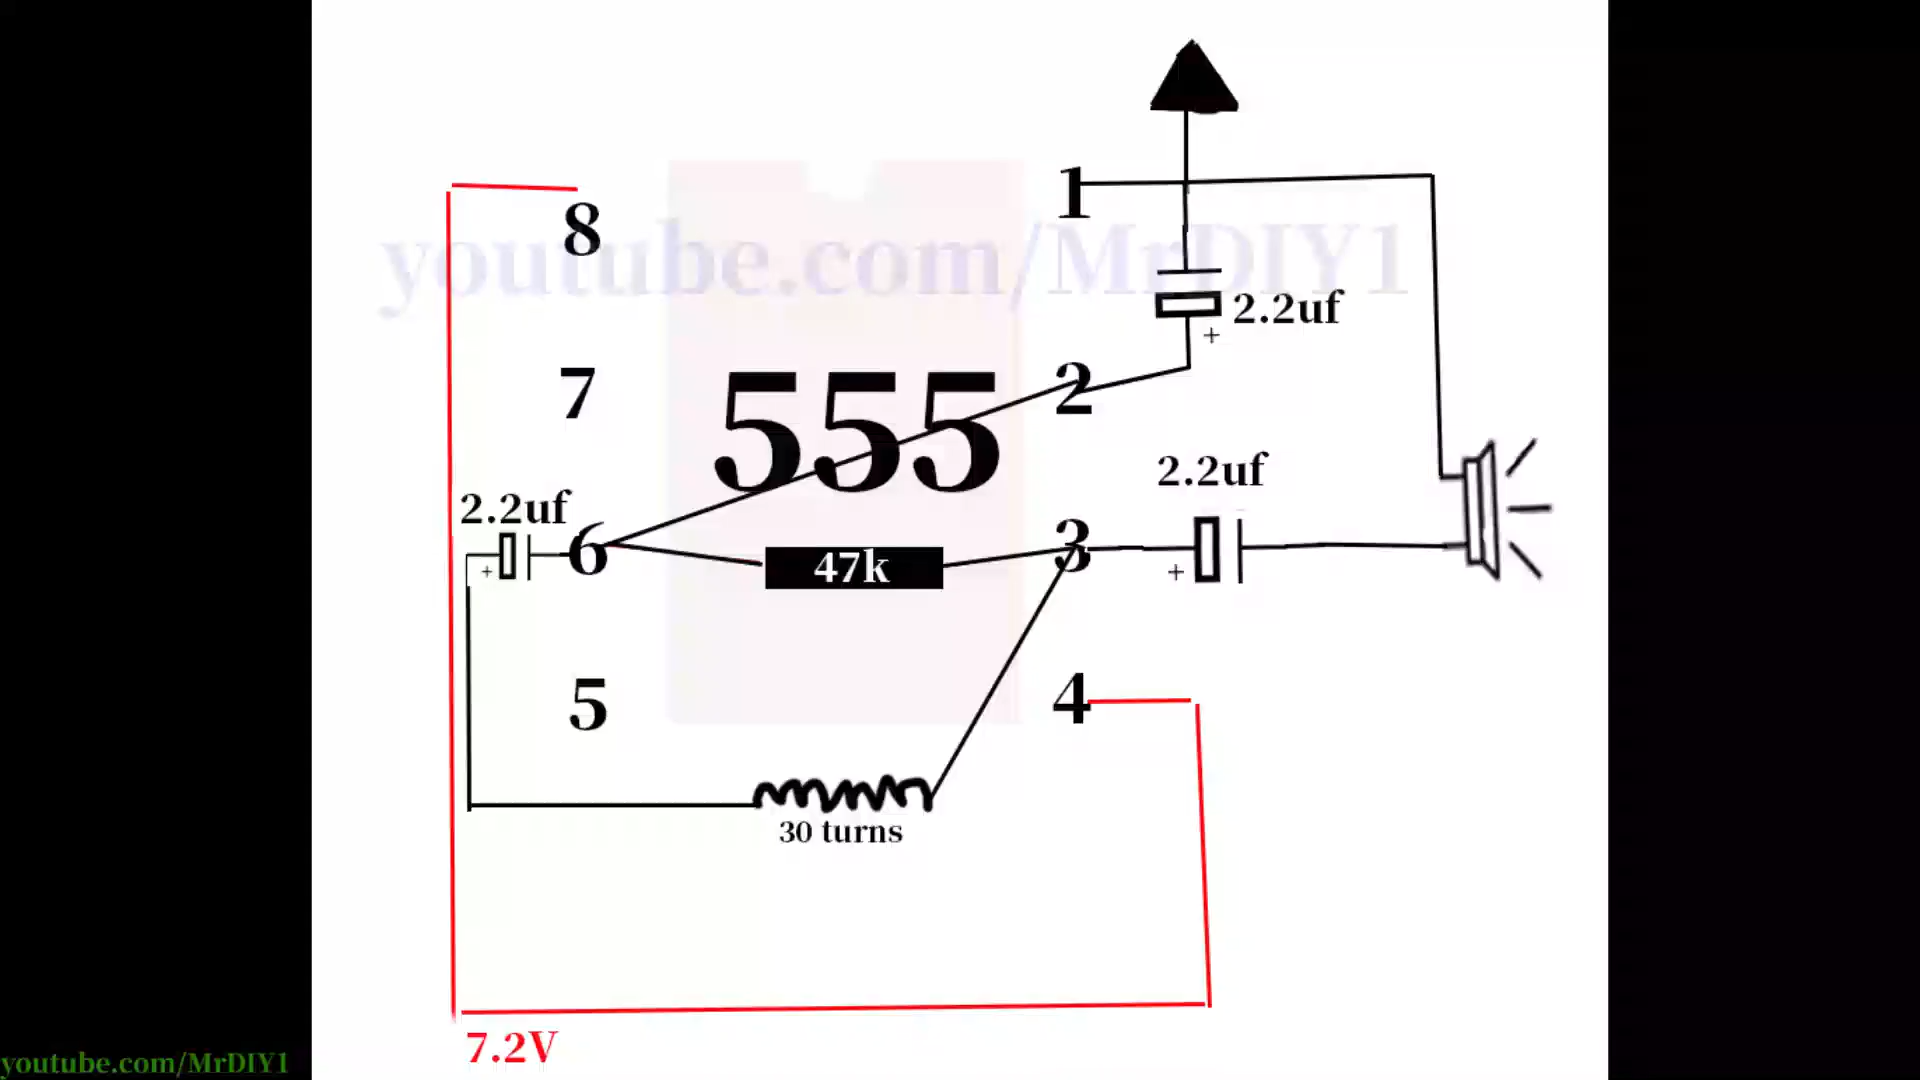 1
8
youtube.com/MrDIY1
2.2uf
+
7
555
2
2.2uf
2.2uf
6
47k
3
+
+
5
4
30 turns
7.2V
youtube.com/MrDIY1